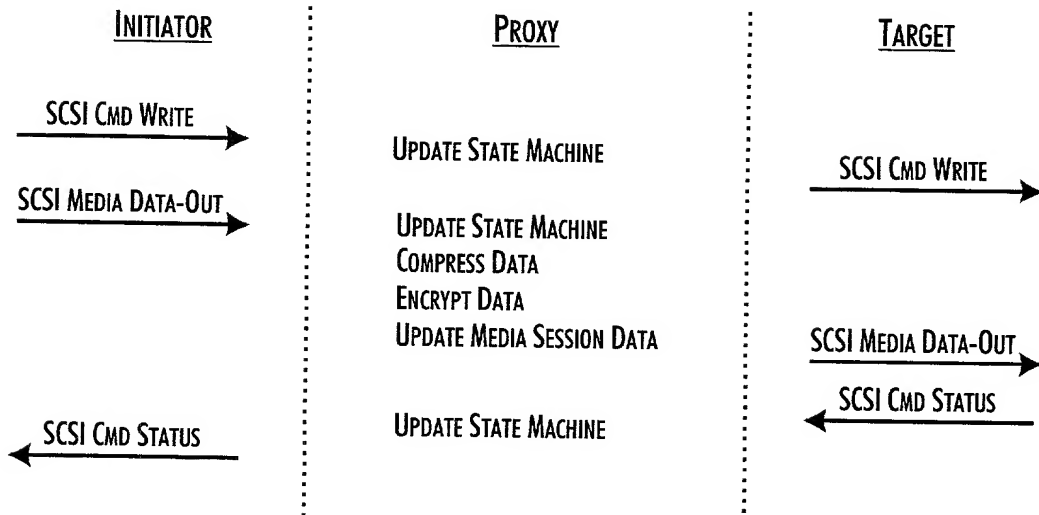 INITIATOR
PROXY
TARGET
SCSI CMD WRITE
UPDATE STATE MACHINE
SCSI CMD WRITE
SCSI MEDIA DATA-OUT
UPDATE STATE MACHINE
COMPRESS DATA
ENCRYPT DATA
UPDATE MEDIA SESSION DATA
SCSI MEDIA DATA-OUT
SCSI CMD STATUS
UPDATE STATE MACHINE
SCSI CMD STATUS